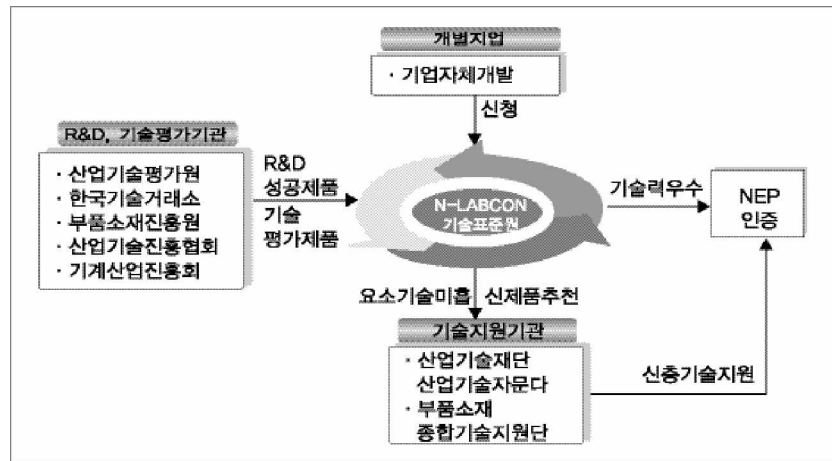 개별지업
· 기업자체개발
신청
R&D, 기술평가기관
· 산업기술평가원
· 한국기술거래소
· 부품소재진흥원
· 산업기술진흥협회
· 기계산업진흥회
R&D
성공제품
기술
평가제품
N-LABCON
기술표준원
기술력우수
NEP
인증
요소기술미흡 신제품추천
기술지원기관
· 산업기술재단
산업기술자문다
· 부품소재
종합기술지원단
신층기술지원